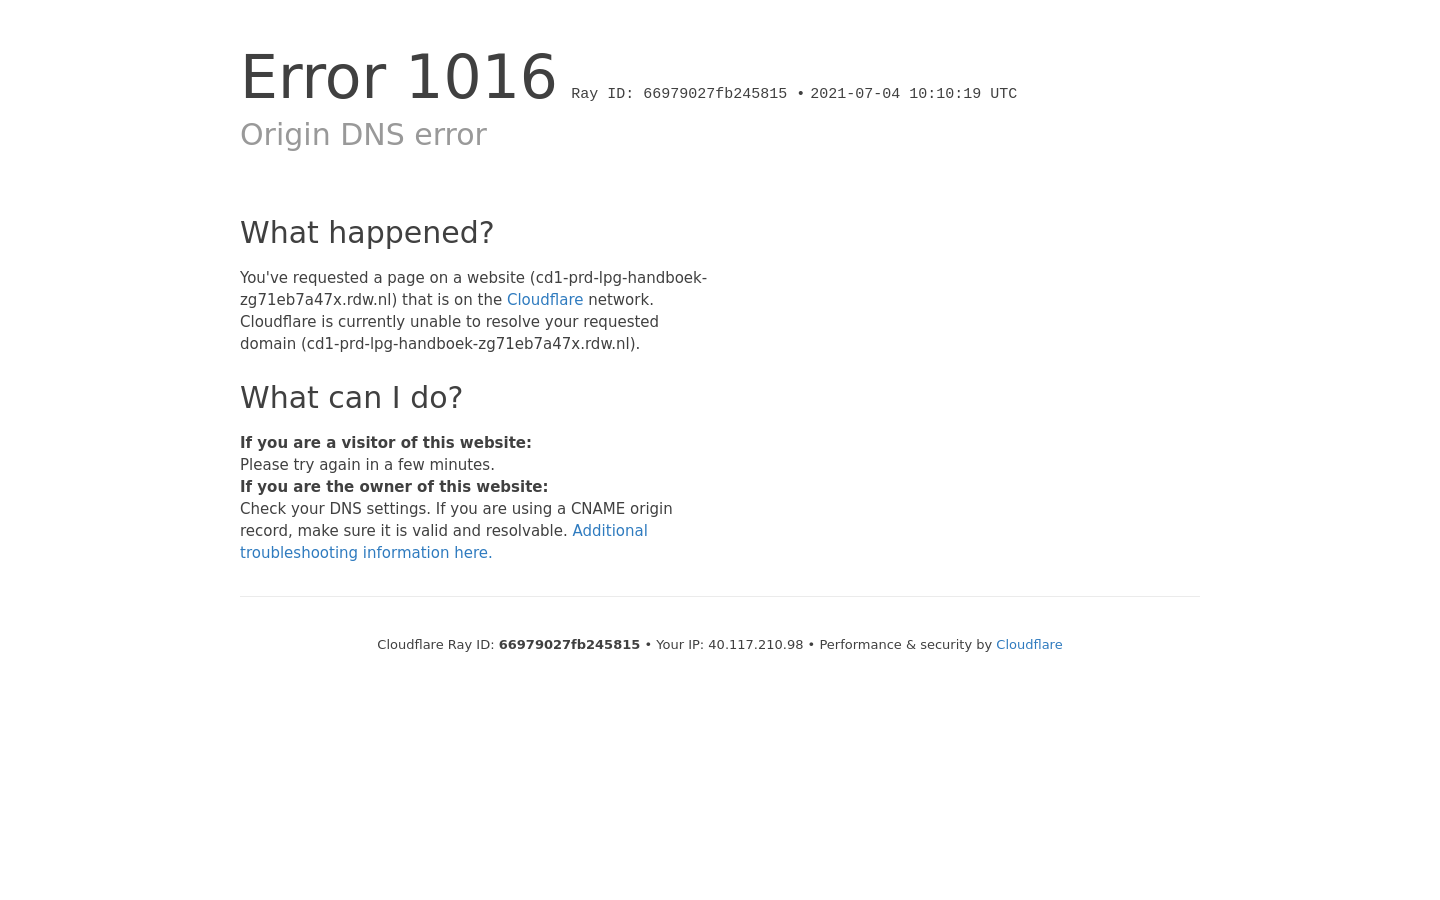 Error 1016 Ray ID: 66979027fb245815 • 2021-07-04 10:10:19 UTC
Origin DNS error
What happened?
You've requested a page on a website (cd1-prd-lpg-handboek-
zg71eb7a47x.rdw.nl) that is on the Cloudflare network.
Cloudflare is currently unable to resolve your requested
domain (cd1-prd-lpg-handboek-zg71eb7a47x.rdw.nl).
What can I do?
If you are a visitor of this website:
Please try again in a few minutes.
If you are the owner of this website:
Check your DNS settings. If you are using a CNAME origin
record, make sure it is valid and resolvable. Additional
troubleshooting information here.
Cloudflare Ray ID: 66979027fb245815 • Your IP: 40.117.210.98 • Performance & security by Cloudflare